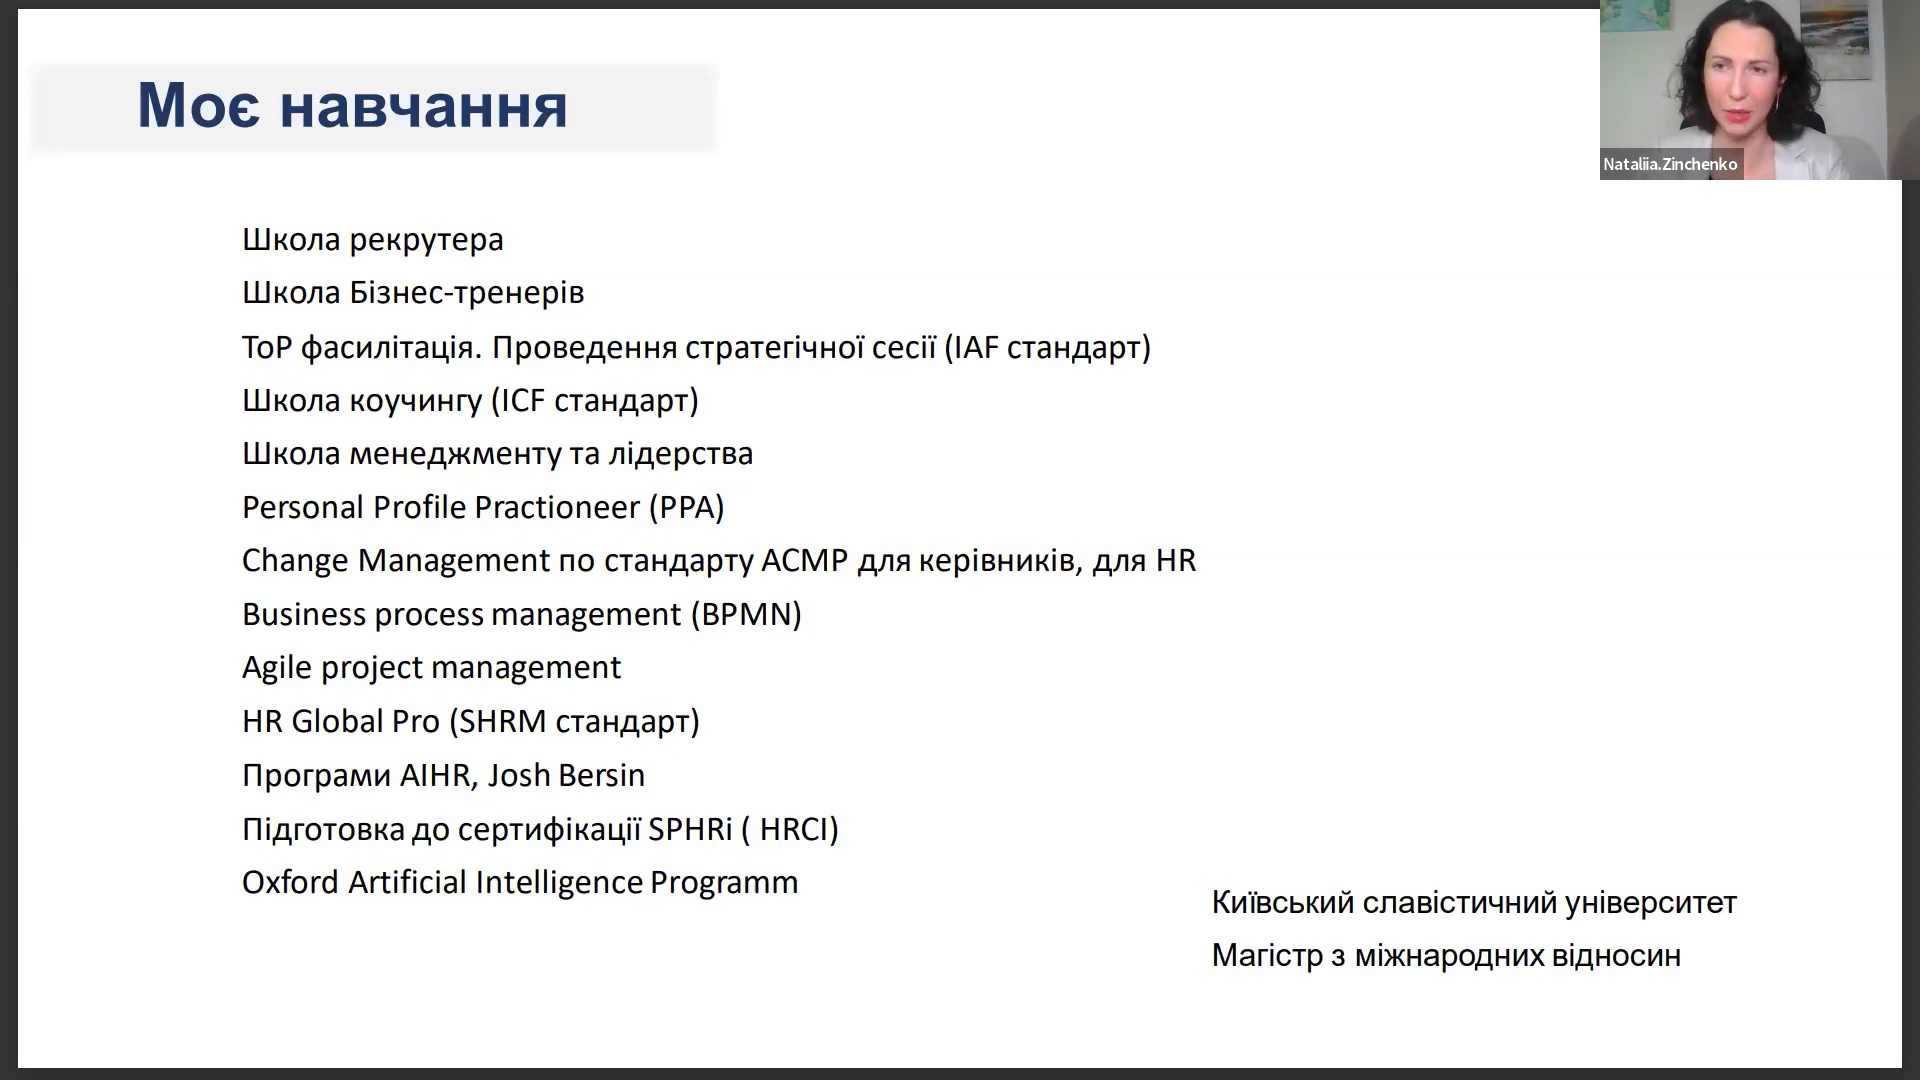 Моє навчання
Nataliia.Zinchenko
Школа рекрутера
Школа Бізнес-тренерів
ToP фасилітація. Проведення стратегічної сесії (IAF стандарт)
Школа коучингу (ICF стандарт)
Школа менеджменту та лідерства
Personal Profile Practioneer (PPA)
Change Management по стандарту ACMP для керівників, для HR
Business process management (BPMN)
Agile project management
HR Global Pro (SHRM стандарт)
Програми AIHR, Josh Bersin
Підготовка до сертифікації SPHRi ( HRCI)
Oxford Artificial Intelligence Programm
Київський славістичний університет
Магістр з міжнародних відносин